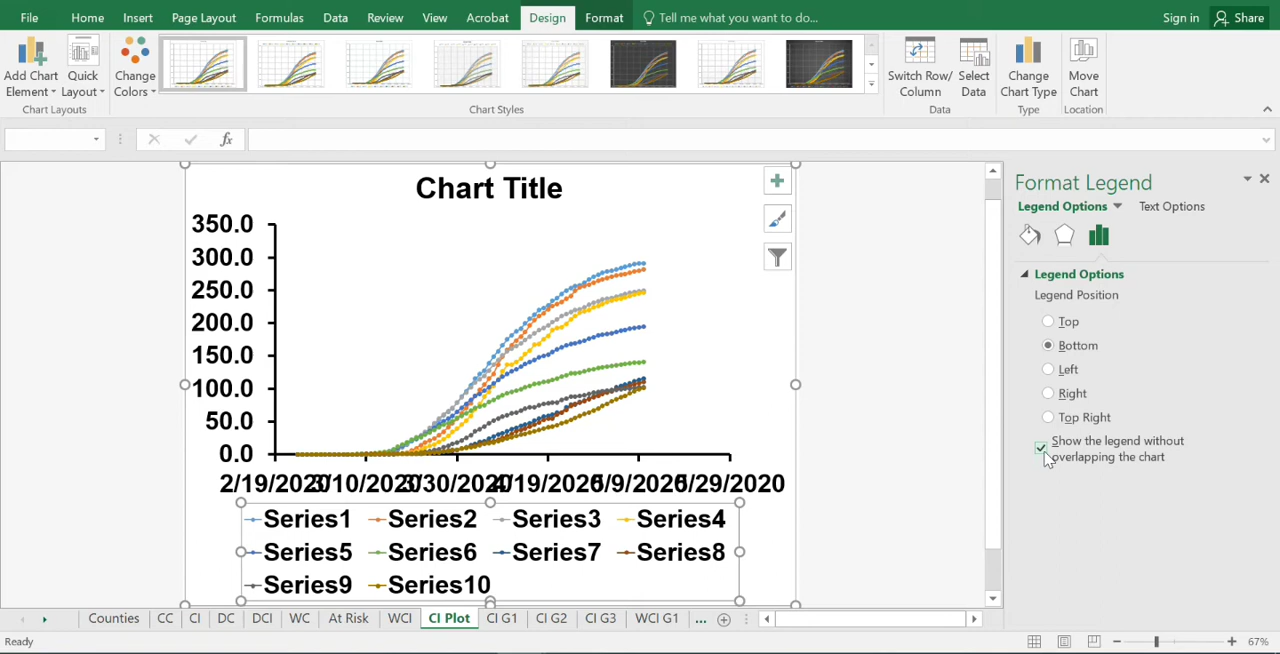 File Home Insert Page Layout Formulas Data Review View Acrobat Design Format Tell me what you want to do... Sign in Share
Add Chart Element Quick Layout Change Colors Switch Row/ Column Select Data Change Chart Type Move Chart
Chart Layouts Chart Styles Data Type Location
fx
Chart Title
350.0
300.0
250.0
200.0
150.0
100.0
50.0
0.0
2/19/2020 3/10/2020 3/30/2020 4/19/2020 5/9/2020 5/29/2020
Series1 Series2 Series3 Series4
Series5 Series6 Series7 Series8
Series9 Series10
Format Legend
Legend Options Text Options
Legend Options
Legend Position
Top
Bottom
Left
Right
Top Right
Show the legend without
overlapping the chart
Counties CC CI DC DCI WC At Risk WCI CI Plot CI G1 CI G2 CI G3 WCI G1 ...
Ready 67%